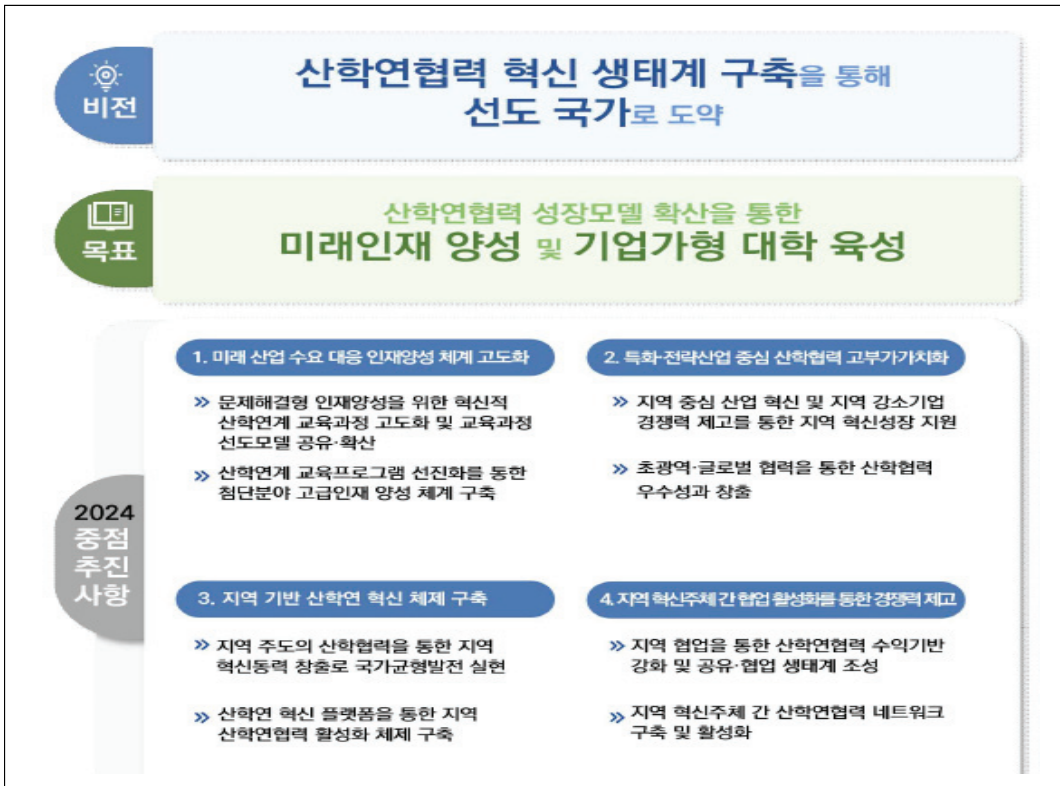 비전
산학연협력 혁신 생태계 구축을 통해
선도 국가로 도약
목표
산학연협력 성장모델 확산을 통한
미래인재 양성 및 기업가형 대학 육성
2024
중점
추진
사항
1. 미래 산업 수요 대응 인재양성 체계 고도화
» 문제해결형 인재양성을 위한 혁신적
산학연계 교육과정 고도화 및 교육과정
선도모델 공유·확산
» 산학연계 교육프로그램 선진화를 통한
첨단분야 고급인재 양성 체계 구축
2. 특화·전략산업 중심 산학협력 고부가가치화
» 지역 중심 산업 혁신 및 지역 강소기업
경쟁력 제고를 통한 지역 혁신성장 지원
» 초광역·글로벌 협력을 통한 산학협력
우수성과 창출
3. 지역 기반 산학연 혁신 체제 구축
» 지역 주도의 산학협력을 통한 지역
혁신동력 창출로 국가균형발전 실현
» 산학연 혁신 플랫폼을 통한 지역
산학연협력 활성화 체제 구축
4. 지역 혁신주체 간 협업 활성화를 통한 경쟁력 제고
» 지역 협업을 통한 산학연협력 수익기반
강화 및 공유·협업 생태계 조성
» 지역 혁신주체 간 산학연협력 네트워크
구축 및 활성화